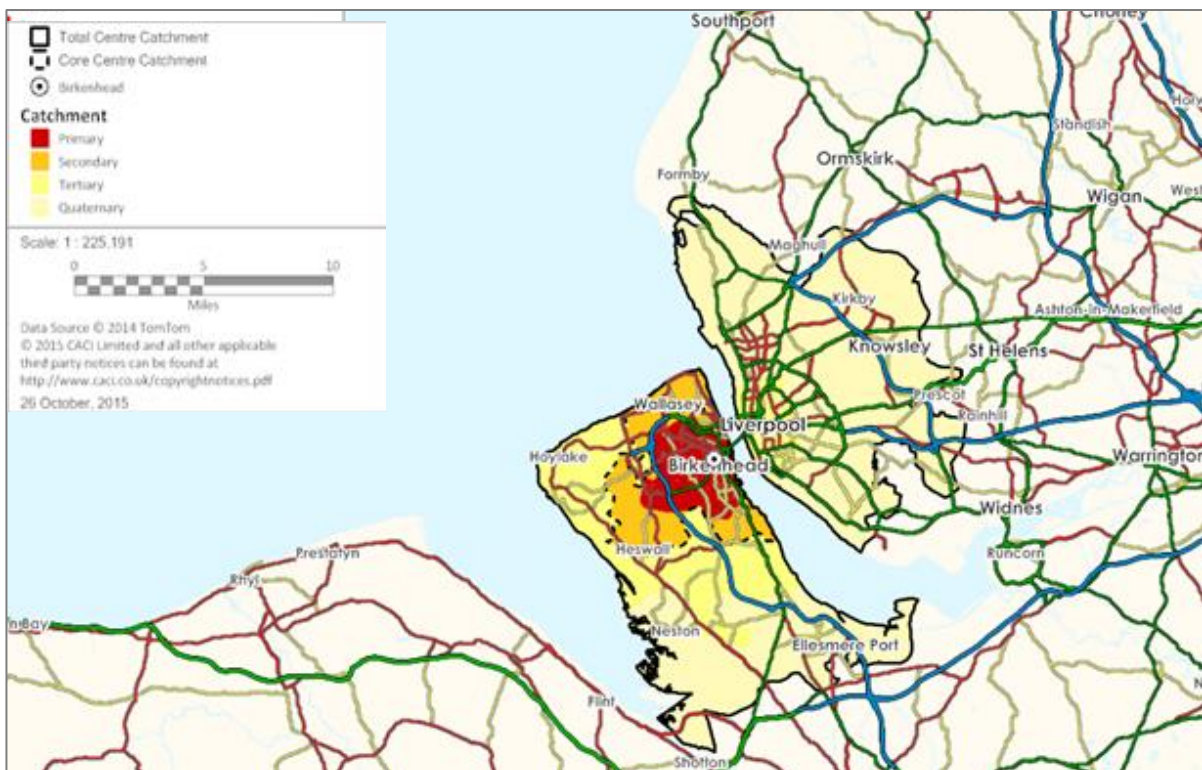 Total Centre Catchment
Core Centre Catchment
Birkenhead
Catchment
Primary
Secondary
Tertiary
Quaternary
Scale: 1 : 225,191
0 5 10
Miles
Data Source © 2014 TomTom
© 2015 CACI Limited and all other applicable
third party notices can be found at
http://www.caci.co.uk/copyrightnotices.pdf
26 October, 2015
Southport
Chorley
Standish
Ormskirk
Formby
Wigan
Maghull
Kirkby
Ashton-in-Makerfield
Knowsley
St Helens
Prescot
Wallasey
Rainhill
Liverpool
Hoylake
Birkenhead
Warrington
Widnes
Heswall
Runcorn
Prestatyn
Rhyl
n Bay
Neston
Ellesmere Port
Flint
Shotton